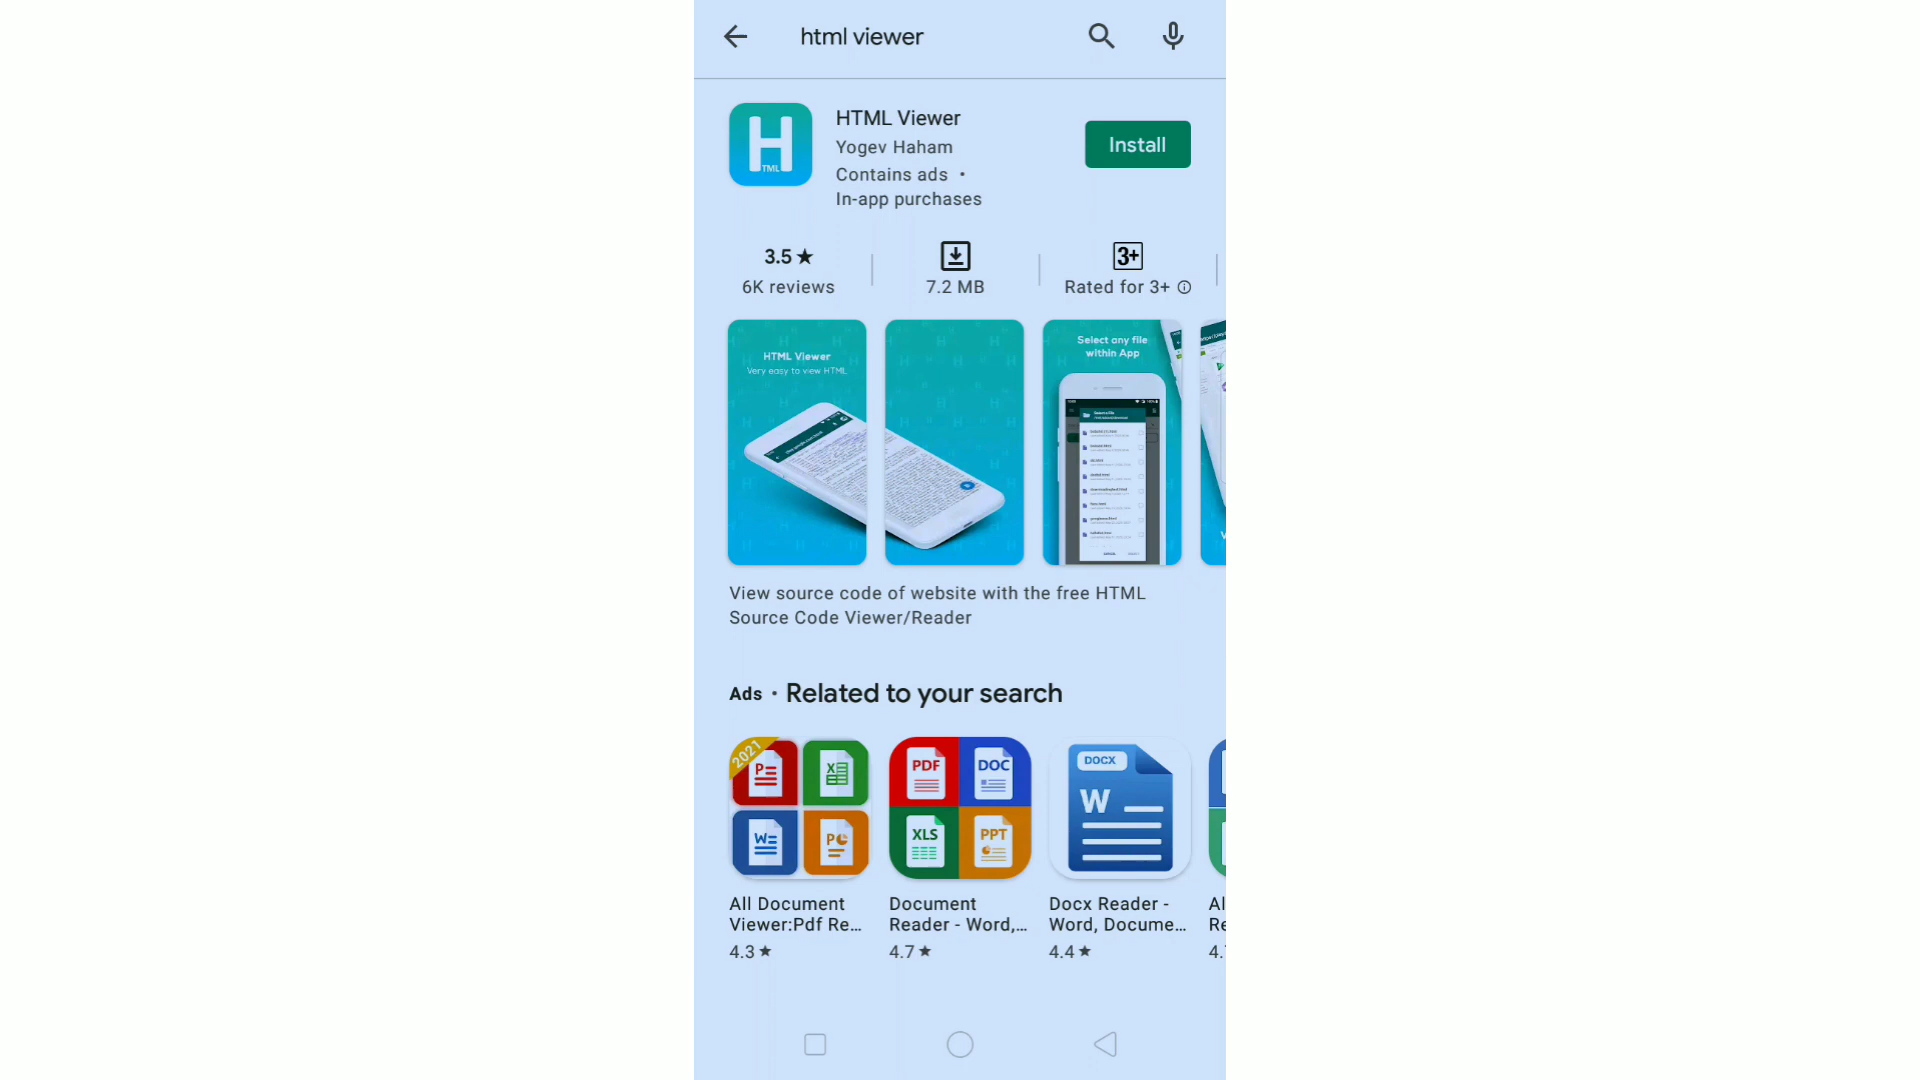 html viewer
HTML Viewer
Yogev Haham
Contains ads •
In-app purchases
Install
H
TML
3.5 ★
6K reviews
7.2 MB
3+
Rated for 3+
HTML Viewer
Very easy to view HTML
Select any file
within App
View source code of website with the free HTML
Source Code Viewer/Reader
Ads • Related to your search
2021
P
X
W
P
PDF
DOC
XLS
PPT
DOCX
W
All Document
Viewer:Pdf Re...
4.3 ★
Document
Reader - Word,...
4.7 ★
Docx Reader -
Word, Docume...
4.4 ★
Al
Re
4.